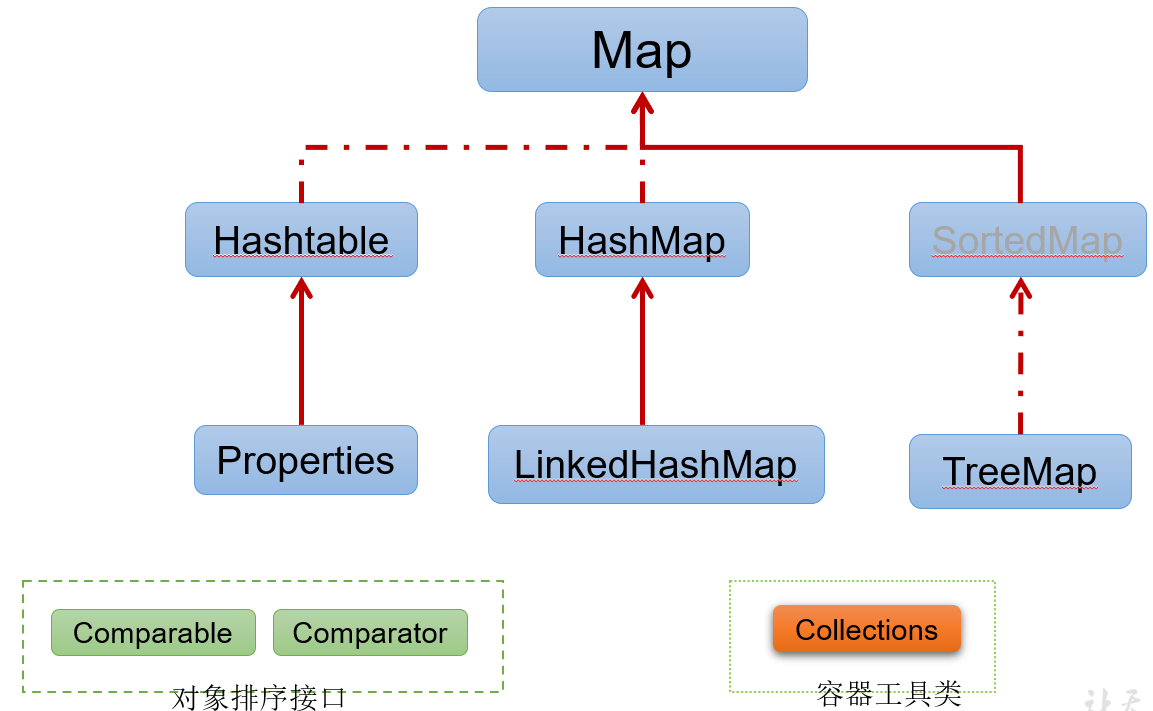 Map
Hashtable
HashMap
SortedMap
Properties
LinkedHashMap
TreeMap
Comparable
Comparator
对象排序接口
Collections
容器工具类